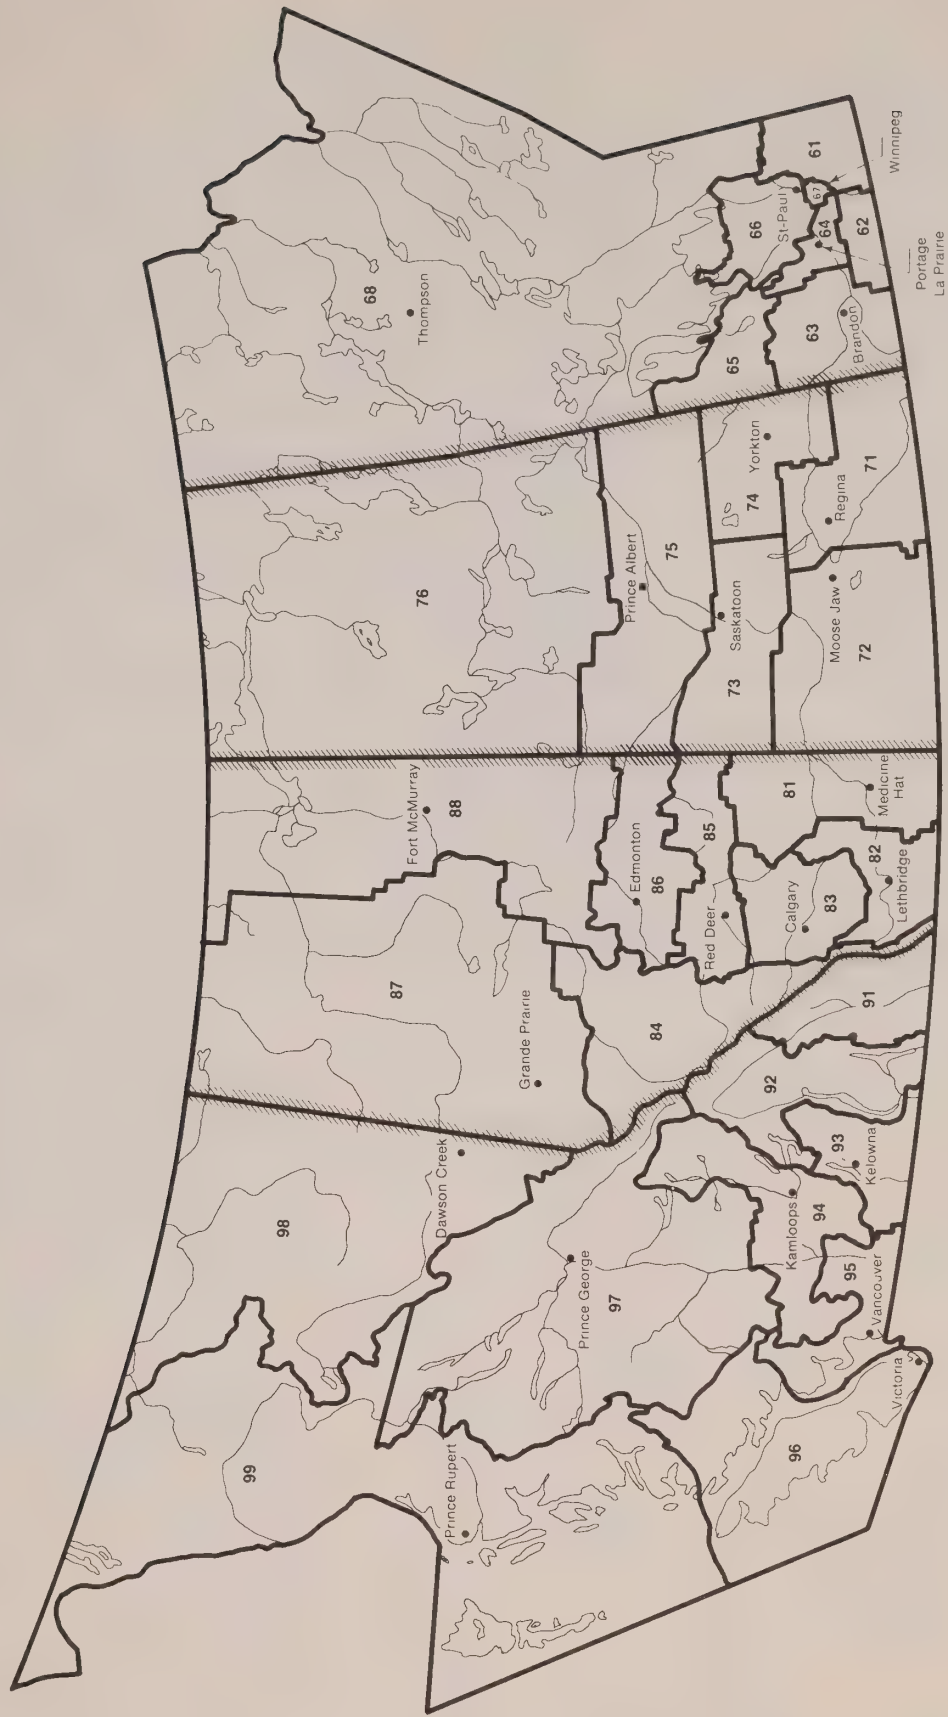 99
98
Prince Rupert
Dawson Creek
Prince George
97
96
Victoria
Vancouver
95
Kamloops
94
Kelowna
93
92
91
87
Grande Prairie
84
Fort McMurray
88
Edmonton
86
Red Deer
85
Calgary
83
81
82
Lethbridge
Medicine
Hat
76
Prince Albert
75
Saskatoon
73
74
Yorkton
Regina
71
Moose Jaw
72
68
Thompson
66
65
St-Paul
67
64
61
62
63
Brandon
Winnipeg
Portage
La Prairie